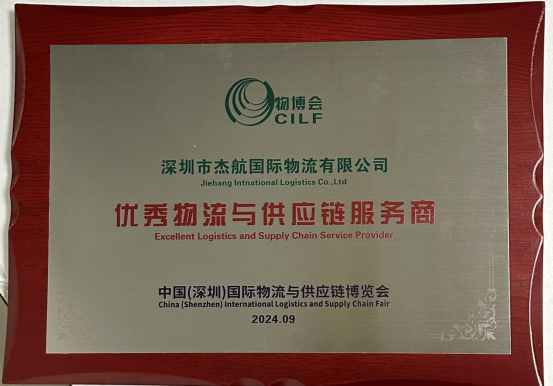 物博会
CILF
深圳市杰航国际物流有限公司
Jiehang Intnational Logistics Co.,Ltd
优秀物流与供应链服务商
Excellent Logistics and Supply Chain Service Provider
中国(深圳)国际物流与供应链博览会
China (Shenzhen) International Logistics and Supply Chain Fair
2024.09